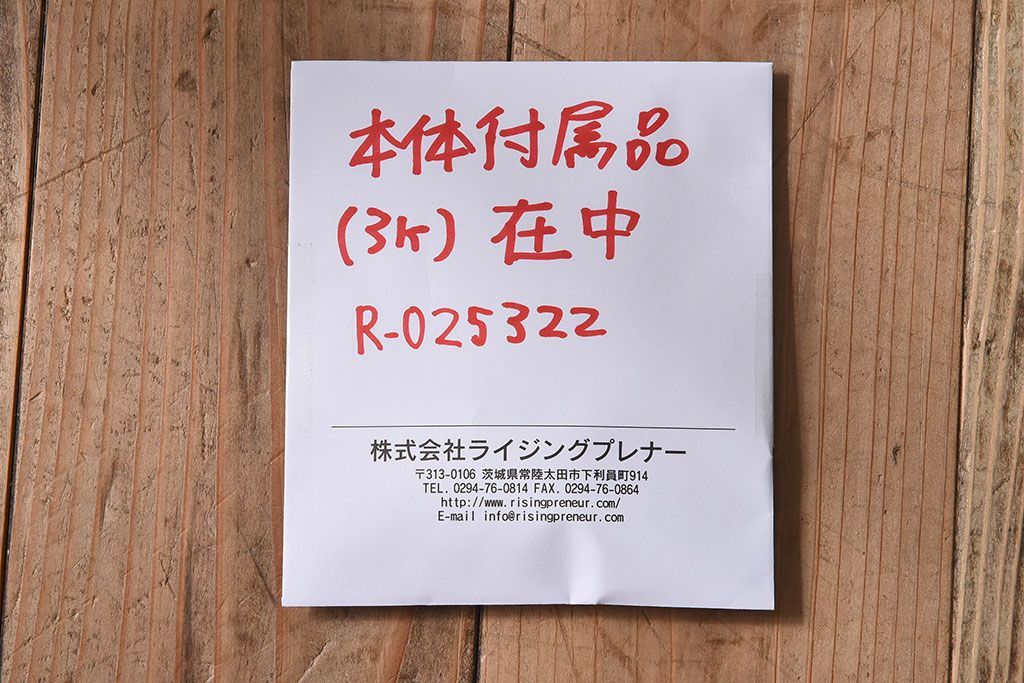 本体付属品
(3ケ) 在中
R-025322
株式会社ライジングプレナー
〒313-0106 茨城県常陸太田市下利員町914
TEL. 0294-76-0814 FAX. 0294-76-0864
http://www.risingpreneur.com/
E-mail info@risingpreneur.com